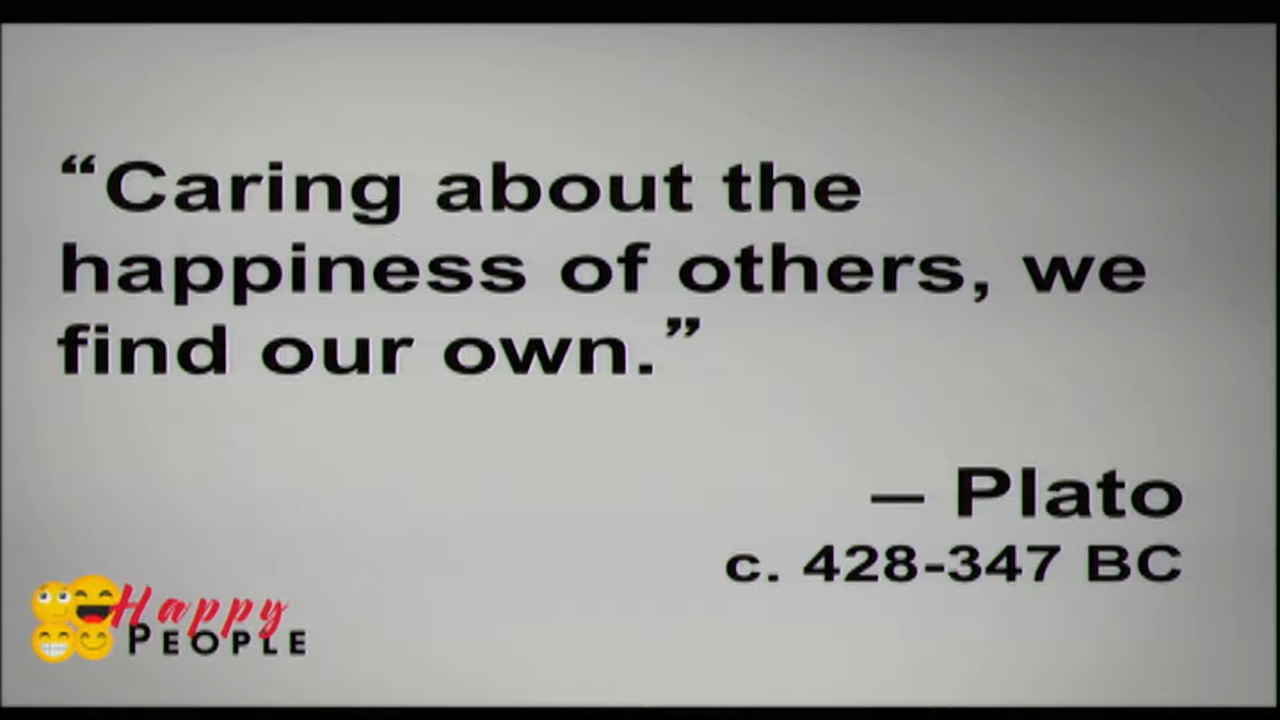 “Caring about the
happiness of others, we
find our own.”
– Plato
c. 428-347 BC
Happy
PEOPLE